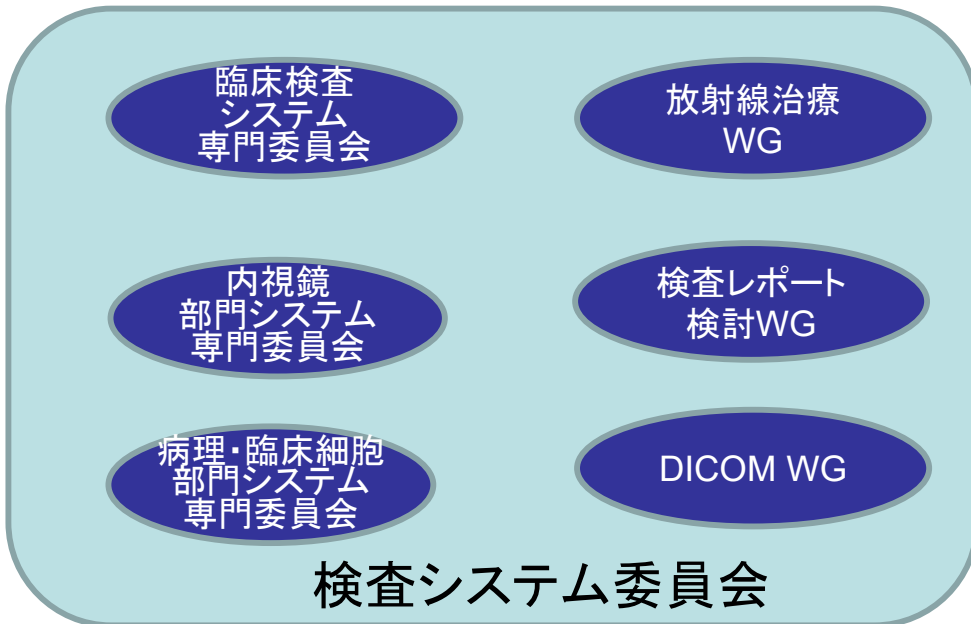 臨床検査
システム
専門委員会
放射線治療
WG
内視鏡
部門システム
専門委員会
検査レポート
検討WG
病理・臨床細胞
部門システム
専門委員会
DICOM WG
検査システム委員会